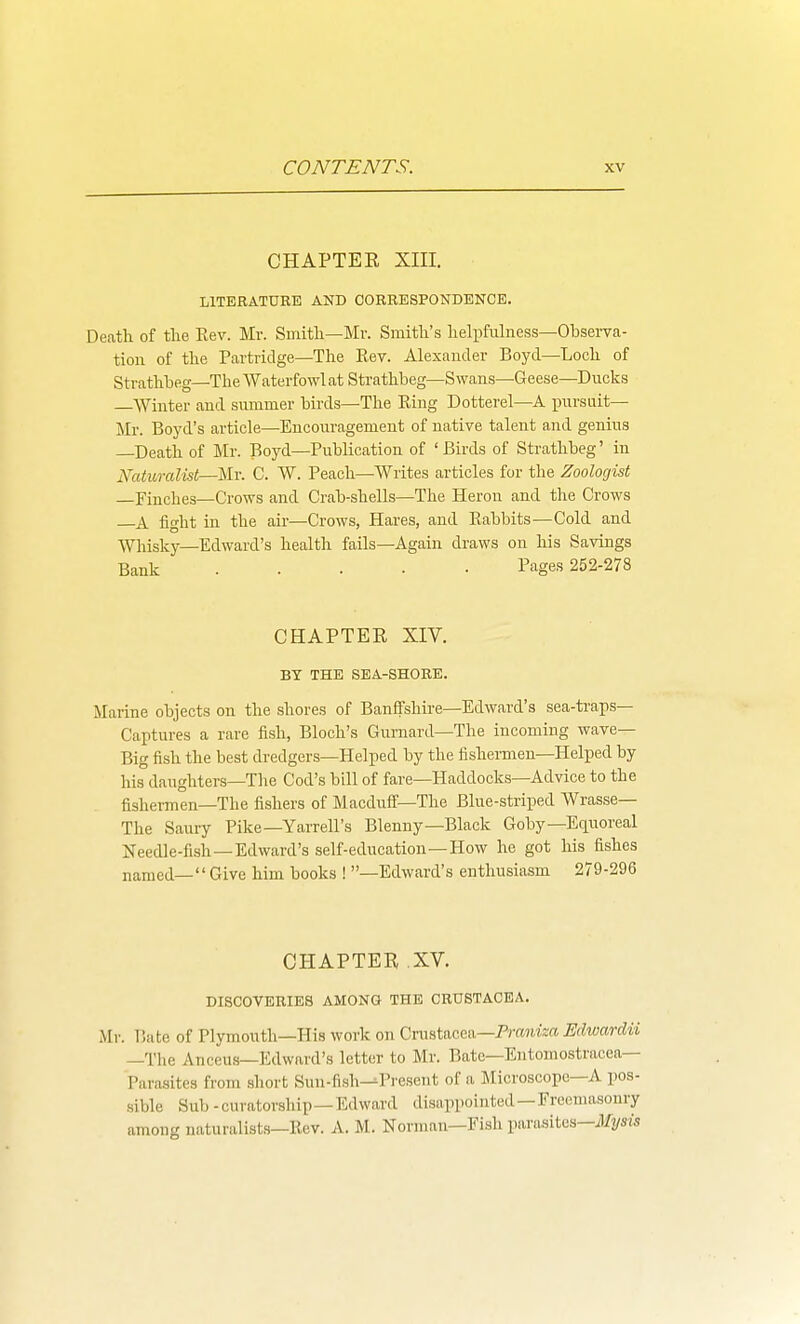 CONTENTS. xv
CHAPTER XIII.
LITERATURE AND CORRESPONDENCE.
Death of the Rev. Mr. Smith—Mr. Smith's helpfulness—Observa-
tion of the Partridge—The Rev. Alexander Boyd—Loch of
Strathbeg—The Waterfowl at Strathbeg—Swans—Geese—Ducks
—Winter and summer birds—The Ring Dotterel—A pursuit—
Mr. Boyd's article—Encouragement of native talent and genius
—Death of Mr. Boyd—Publication of 'Birds of Strathbeg' in
Naturalist—Mr. C. W. Peach—Writes articles for the Zoologist
—Finches—Crows and Crab-shells—The Heron and the Crows
—A fight in the air—Crows, Hares, and Rabbits—Cold and
Whisky—Edward's health fails—Again draws on his Savings
Bank . . . . . Pages 252-278
CHAPTER XIV.
BY THE SEA-SHORE.
Marine objects on the shores of Banffshire—Edward's sea-traps—
Captures a rare fish, Bloch's Gurnard—The incoming wave—
Big fish the best dredgers—Helped by the fishermen—Helped by
his daughters—The Cod's bill of fare—Haddocks—Advice to the
fishermen—The fishers of Macduff—The Blue-striped Wrasse—
The Saury Pike—Yarrell's Blenny—Black Goby—Equoreal
Needle-fish—Edward's self-education—How he got his fishes
named—"Give him books!"—Edward's enthusiasm 279-296
CHAPTER XV.
DISCOVERIES AMONG THE CRUSTACEA.
Mr. Bate of Plymouth—His work on Crustacea—Praniza Edwardii
—The Anceus—Edward's letter to Mr. Bate—Entomostracea—
Parasites from short Sun-fish—Present of a Microscope—A pos-
sible Sub-curatorship—Edward disappointed—Freemasonry
among naturalists—Rev. A. M. Norman—Fish parasites—Mysis